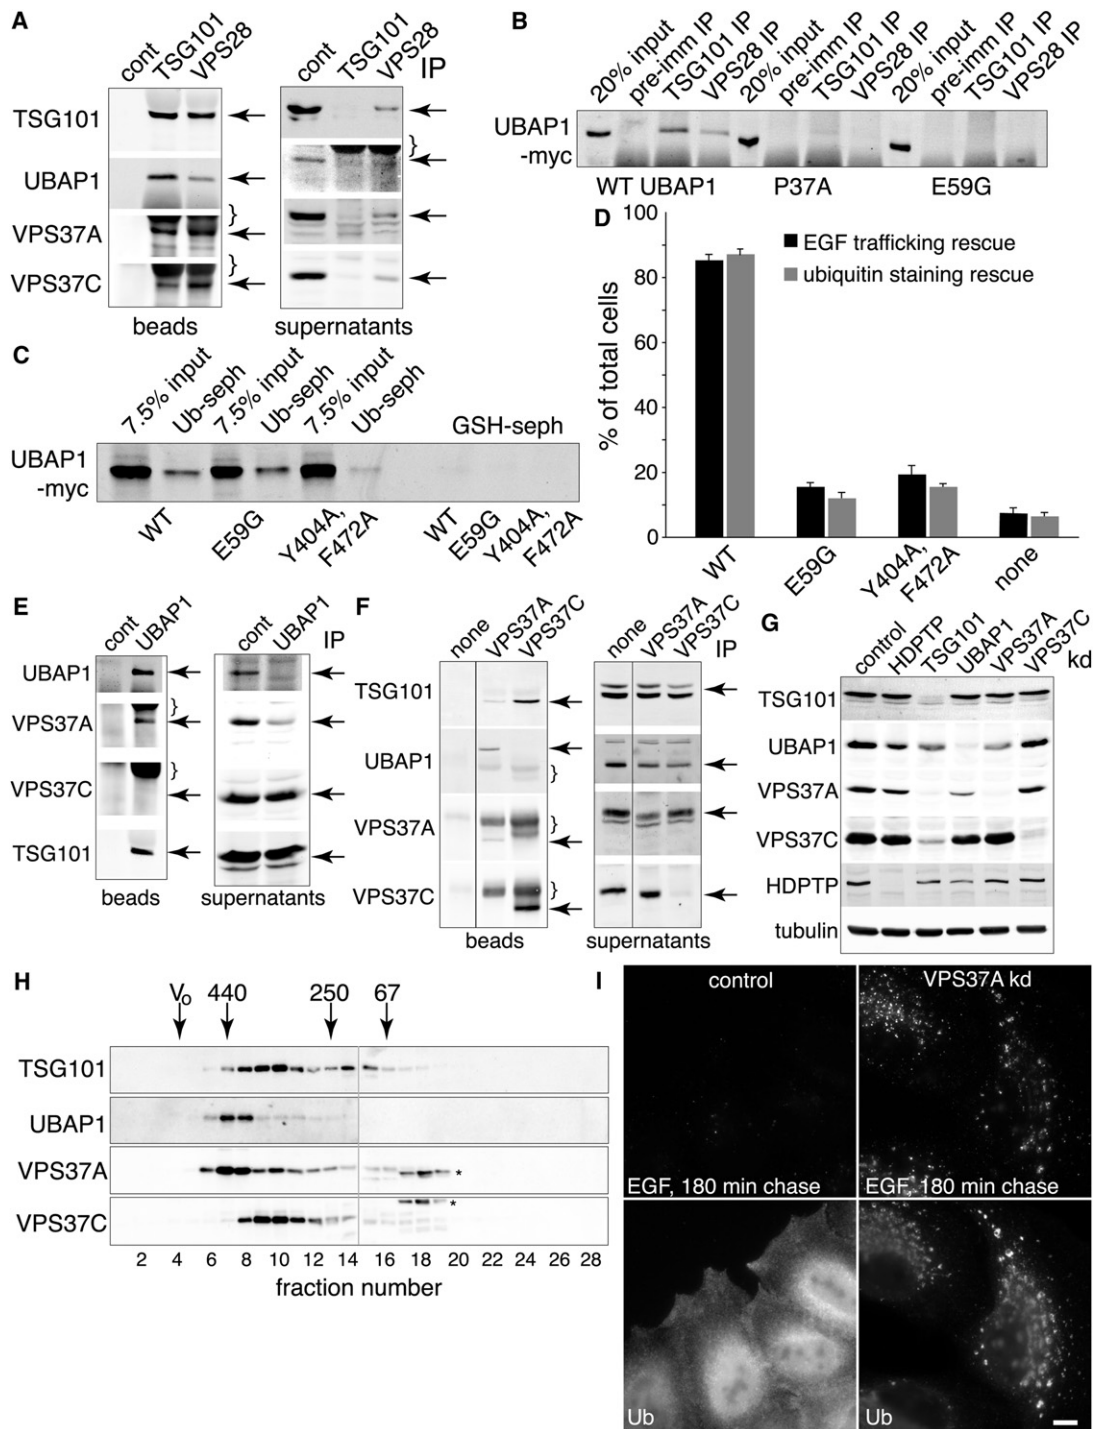 A
cont
TSG101
VPS28
cont
TSG101
VPS28
IP
TSG101
UBAP1
VPS37A
VPS37C
}
}
}
beads
supernatants
B
20% input
pre-imm IP
TSG101 IP
VPS28 IP
20% input
pre-imm IP
TSG101 IP
VPS28 IP
20% input
pre-imm IP
TSG101 IP
VPS28 IP
UBAP1
-myc
WT UBAP1
P37A
E59G
C
7.5% input
Ub-seph
7.5% input
Ub-seph
7.5% input
Ub-seph
GSH-seph
UBAP1
-myc
WT
E59G
Y404A,
F472A
WT
E59G
Y404A,
F472A
D
100
80
60
40
20
0
% of total cells
EGF trafficking rescue
ubiquitin staining rescue
WT
E59G
Y404A,
F472A
none
E
cont
UBAP1
cont
UBAP1
IP
UBAP1
VPS37A
VPS37C
TSG101
}
}
beads
supernatants
F
none
VPS37A
VPS37C
none
VPS37A
VPS37C
IP
TSG101
UBAP1
VPS37A
VPS37C
}
}
}
beads
supernatants
G
control
HDPTP
TSG101
UBAP1
VPS37A
VPS37C
kd
TSG101
UBAP1
VPS37A
VPS37C
HDPTP
tubulin
H
Vo
440
250
67
TSG101
UBAP1
VPS37A
*
VPS37C
*
2 4 6 8 10 12 14 16 18 20 22 24 26 28
fraction number
I
control
VPS37A kd
EGF, 180 min chase
EGF, 180 min chase
Ub
Ub